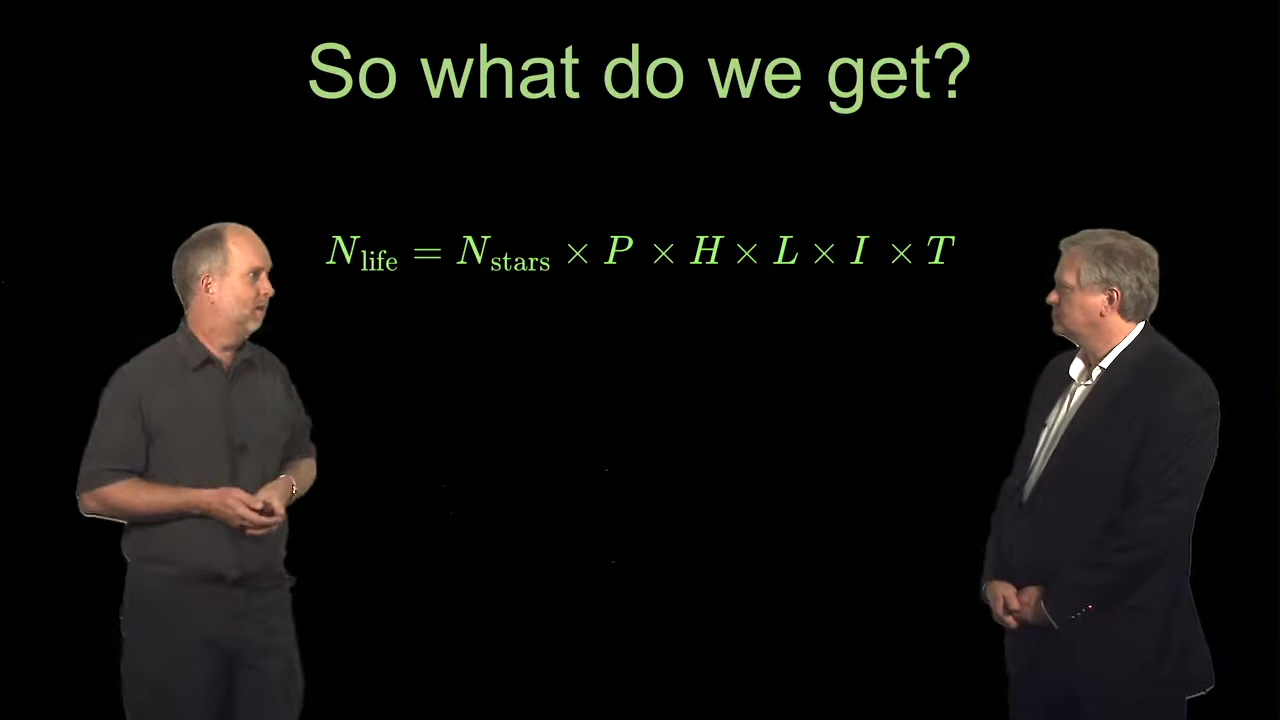 So what do we get?
N_life = N_stars × P × H × L × I × T